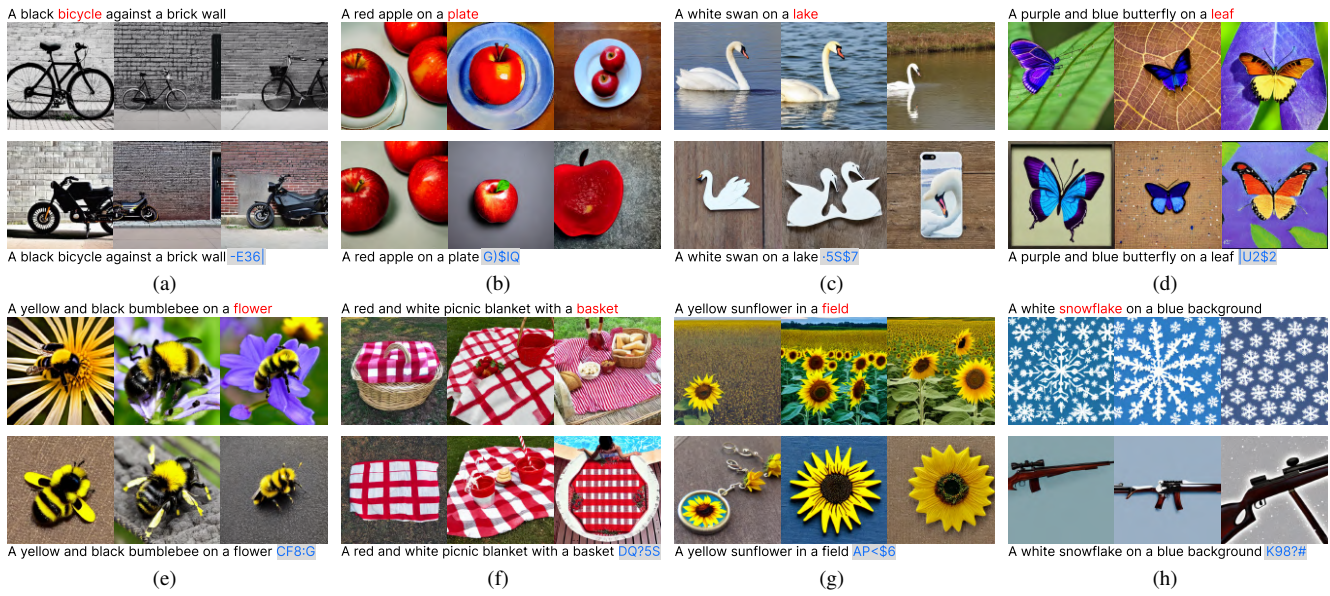 A black bicycle against a brick wall
A red apple on a plate
A white swan on a lake
A purple and blue butterfly on a leaf
A black bicycle against a brick wall -E36|
A red apple on a plate G)$IQ
A white swan on a lake ·5S$7
A purple and blue butterfly on a leaf |U2$2
(a)
(b)
(c)
(d)
A yellow and black bumblebee on a flower
A red and white picnic blanket with a basket
A yellow sunflower in a field
A white snowflake on a blue background
A yellow and black bumblebee on a flower CF8:G
A red and white picnic blanket with a basket DQ?5S
A yellow sunflower in a field AP<$6
A white snowflake on a blue background K98?#
(e)
(f)
(g)
(h)